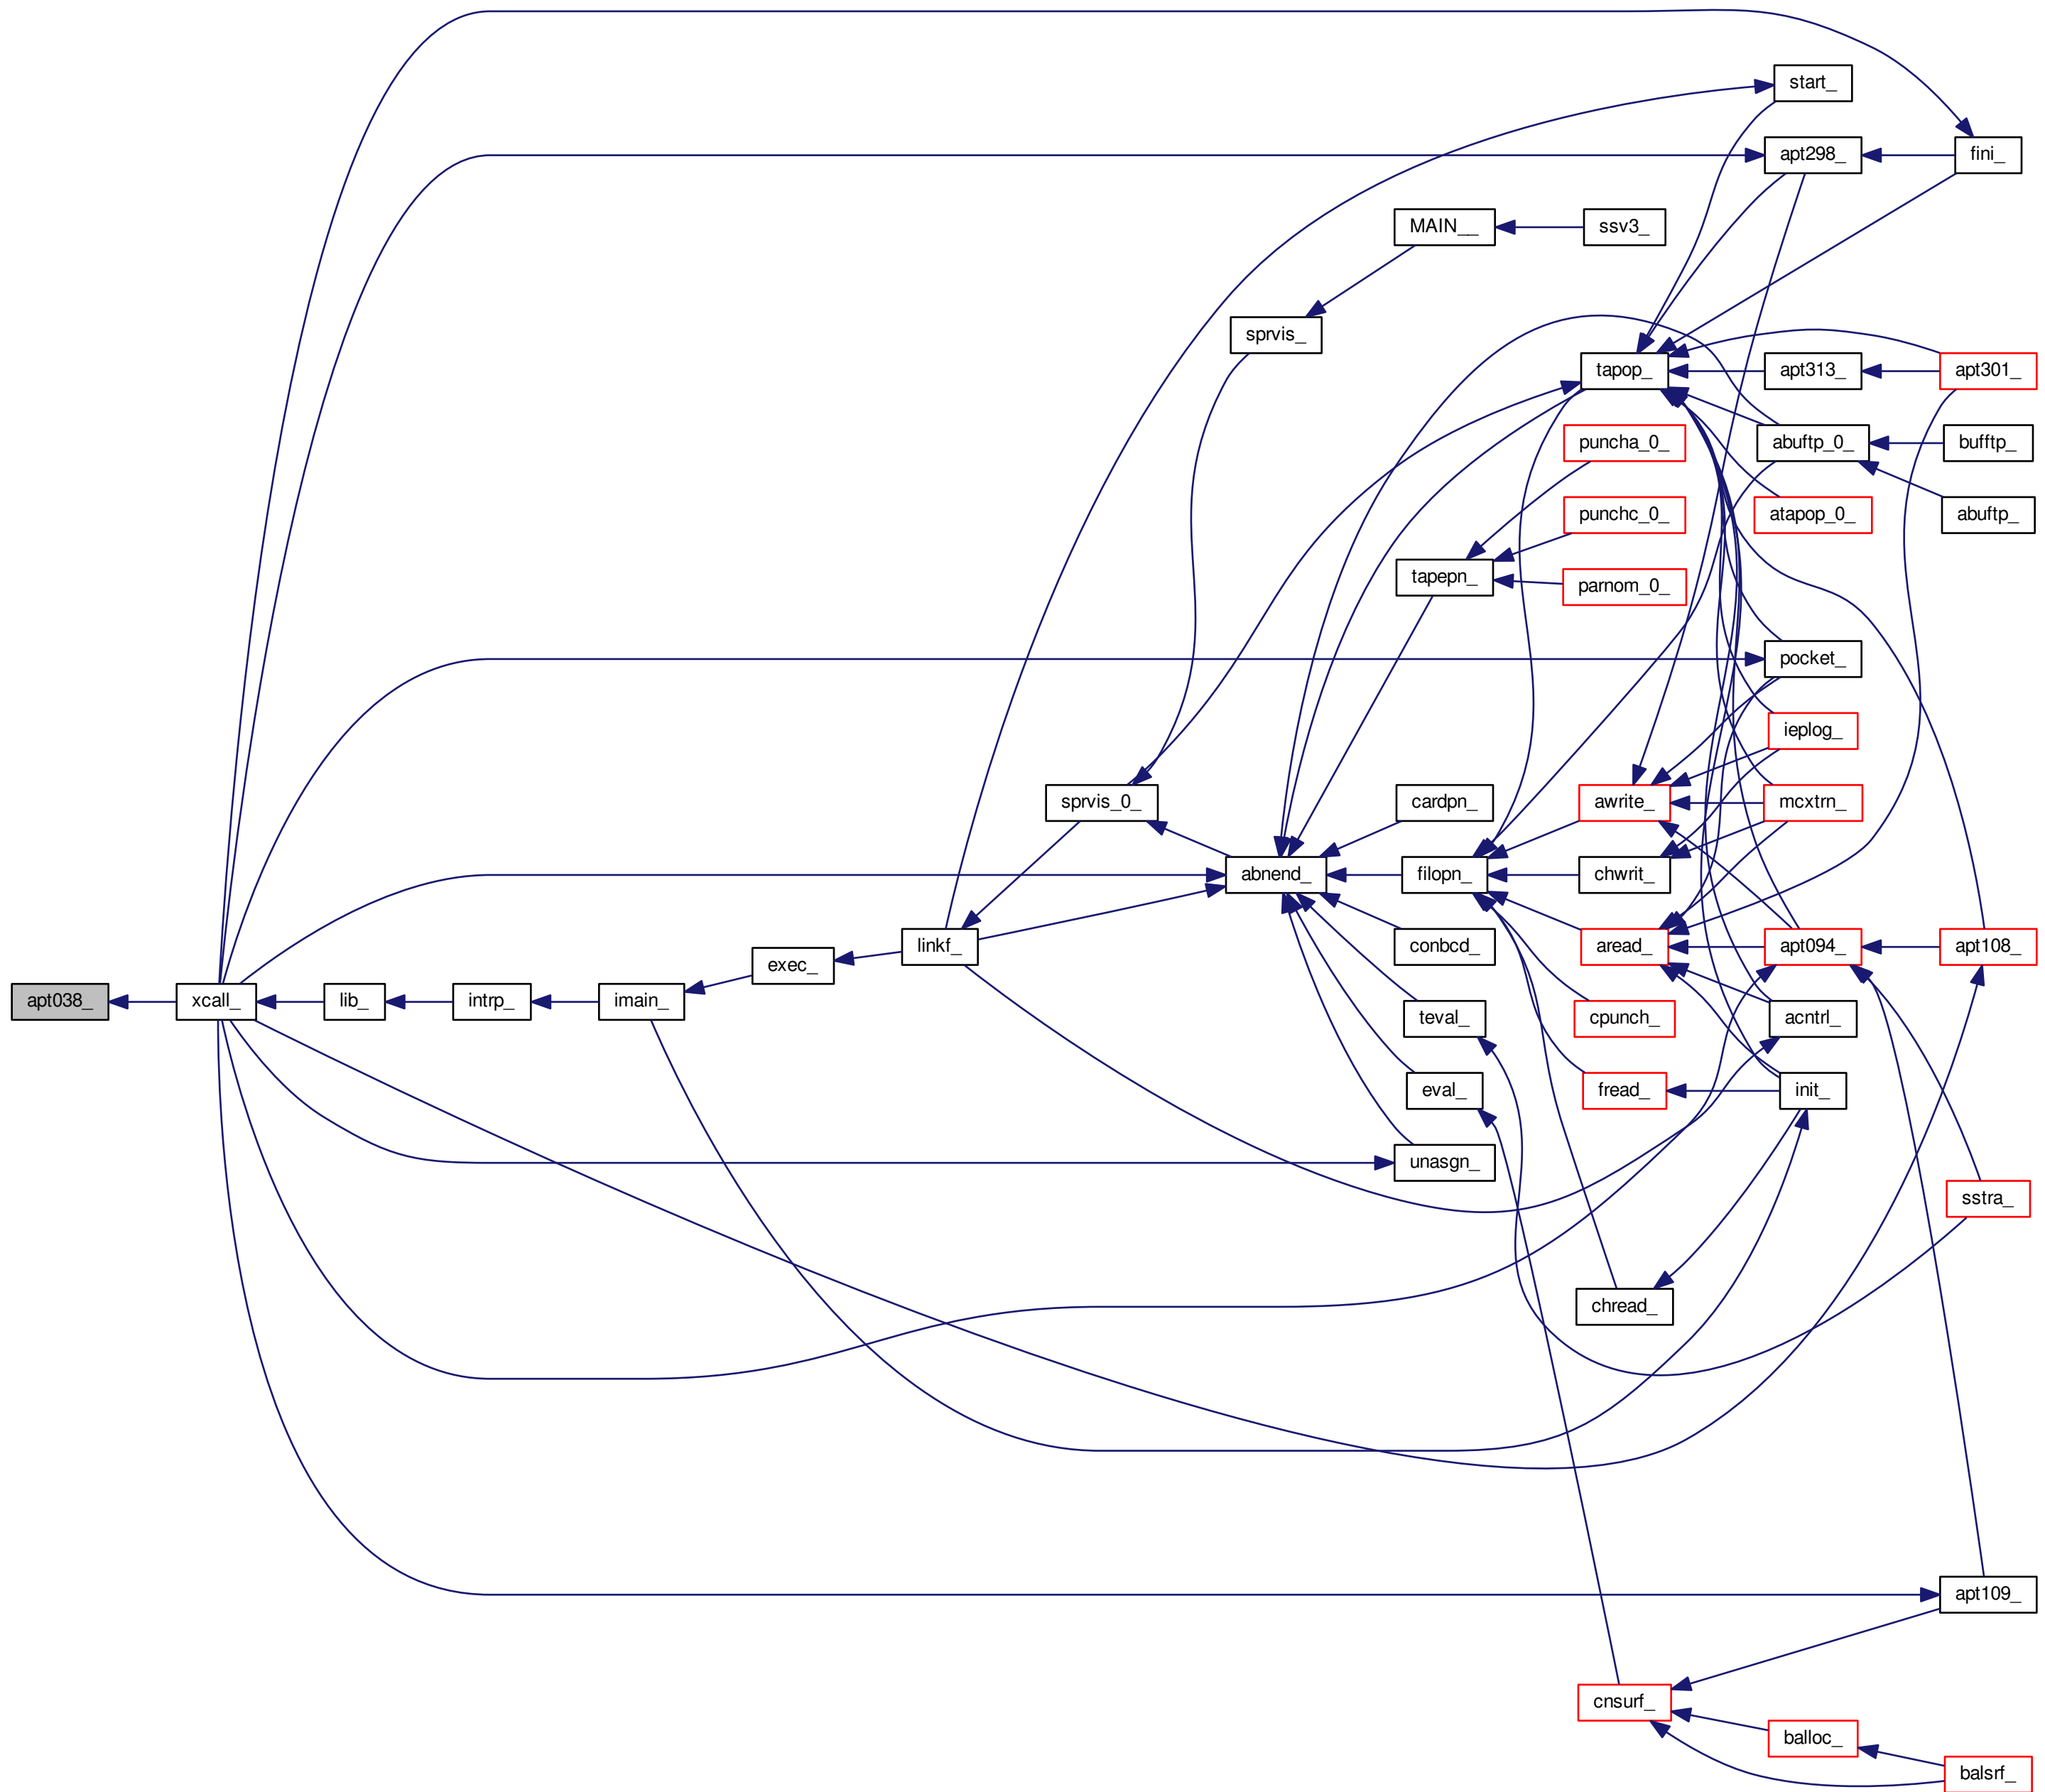 start_
apt298_
fini_
MAIN__
ssv3_
sprvis_
tapop_
apt313_
apt301_
puncha_0_
abuftp_0_
bufftp_
punchc_0_
atapop_0_
abuftp_
tapepn_
parnom_0_
pocket_
ieplog_
sprvis_0_
cardpn_
awrite_
mcxtrn_
abnend_
filopn_
chwrit_
linkf_
conbcd_
aread_
apt094_
apt108_
exec_
apt038_
xcall_
lib_
intrp_
imain_
teval_
cpunch_
acntrl_
eval_
fread_
init_
unasgn_
sstra_
chread_
apt109_
cnsurf_
balloc_
balsrf_